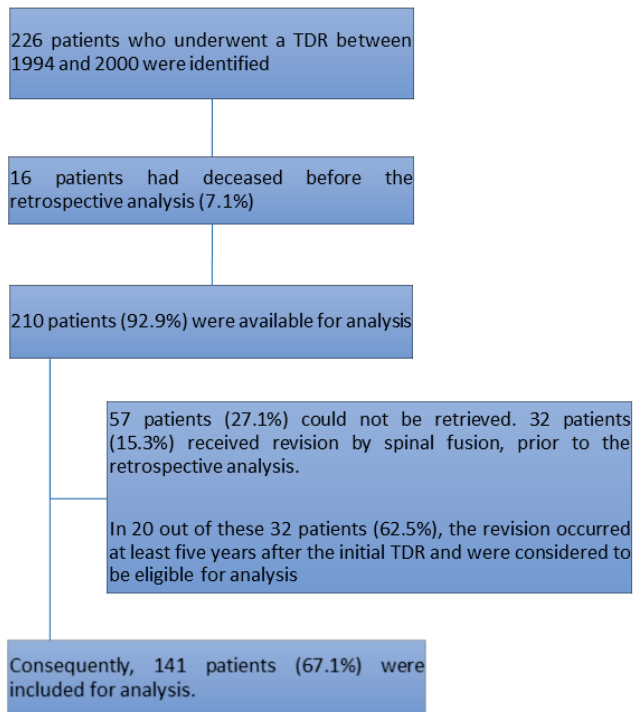 226 patients who underwent a TDR between
1994 and 2000 were identified
16 patients had deceased before the
retrospective analysis (7.1%)
210 patients (92.9%) were available for analysis
57 patients (27.1%) could not be retrieved. 32 patients
(15.3%) received revision by spinal fusion, prior to the
retrospective analysis.
In 20 out of these 32 patients (62.5%), the revision occurred
at least five years after the initial TDR and were considered to
be eligible for analysis
Consequently, 141 patients (67.1%) were
included for analysis.